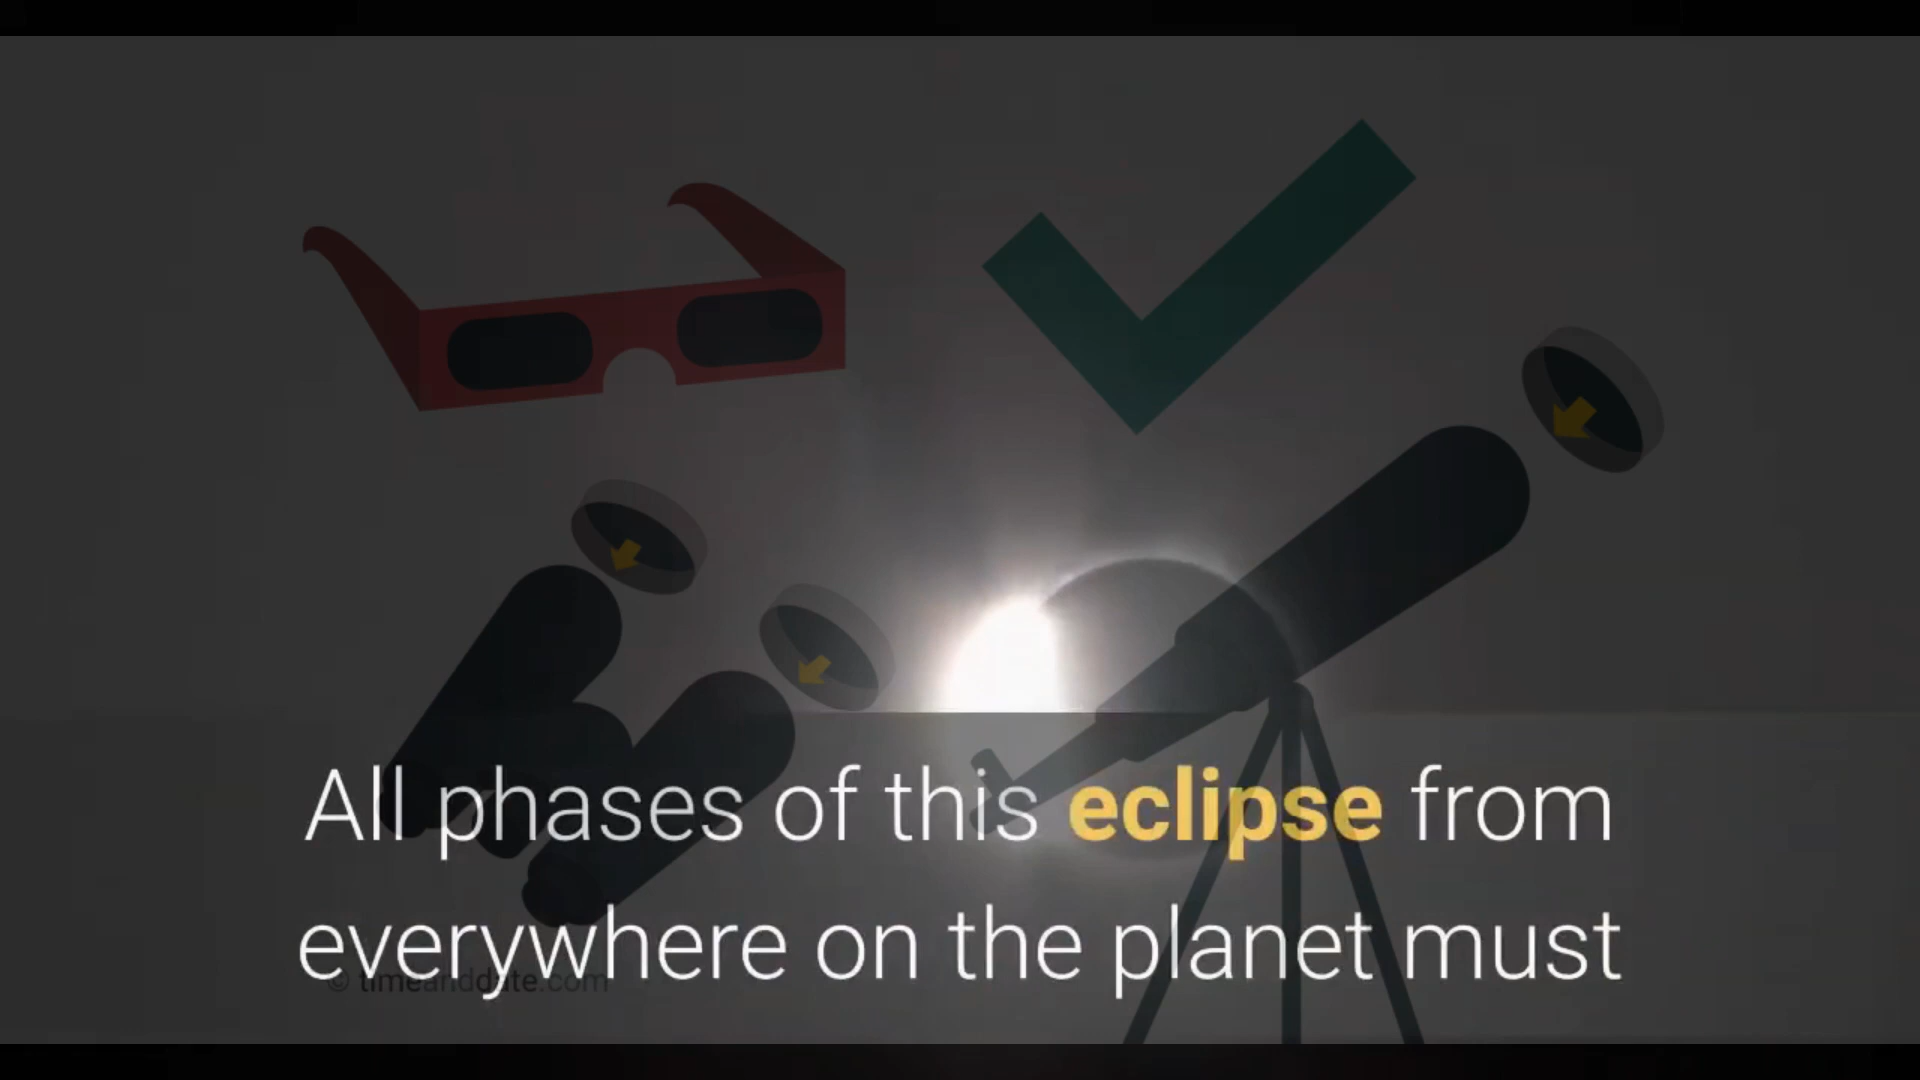 All phases of this eclipse from
everywhere on the planet must
© timeanddate.com